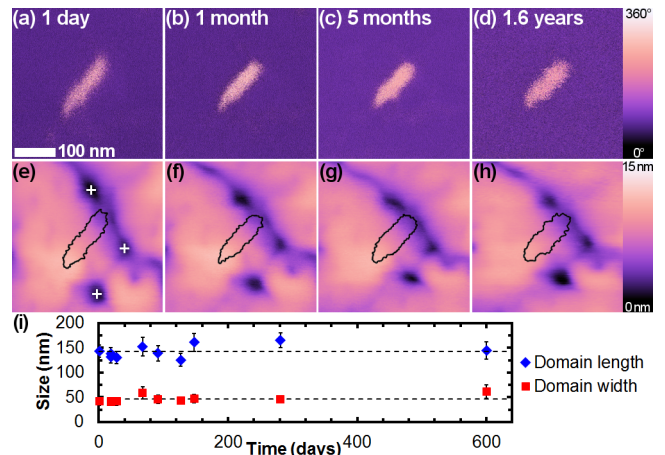 (a) 1 day
(b) 1 month
(c) 5 months
(d) 1.6 years
360°
0°
100 nm
(e)
(f)
(g)
(h)
15 nm
0 nm
(i)
200
150
100
50
0
Size (nm)
0
200
400
600
Time (days)
Domain length
Domain width